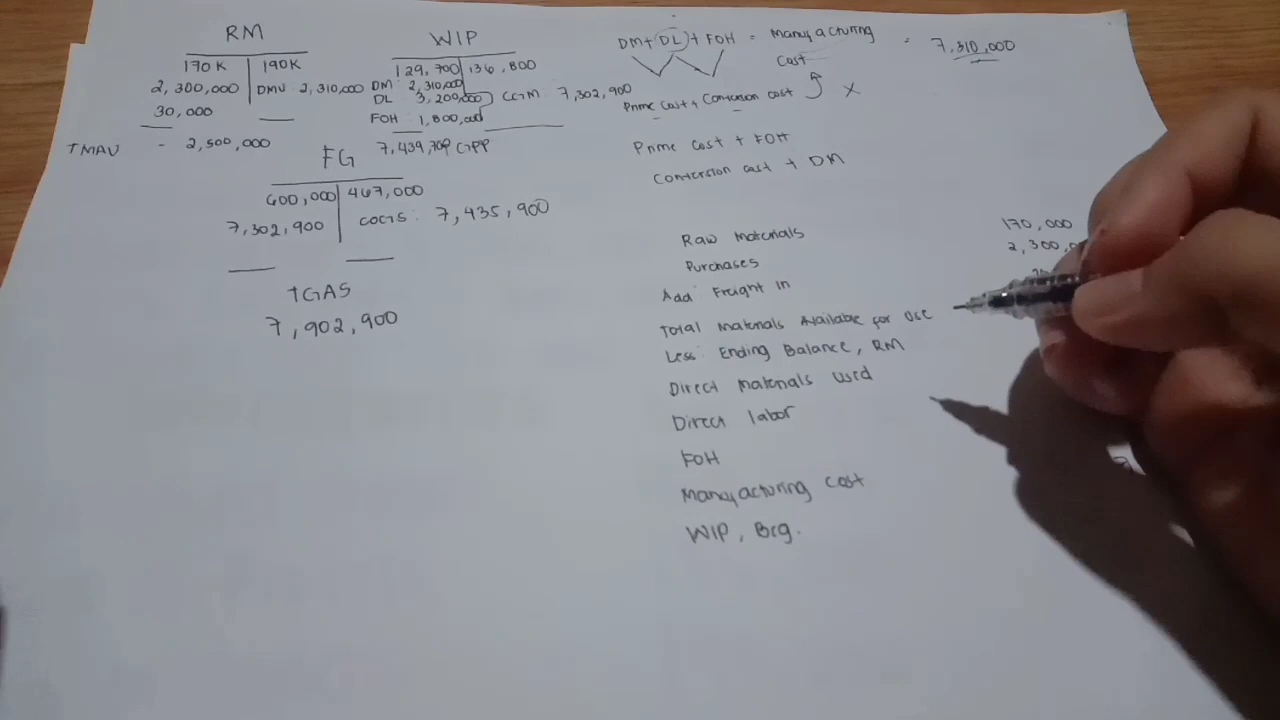 RM
170K 190K
2,300,000 DMU: 2,310,000
30,000
TMAU - 2,500,000
WIP
129,700 136,800
DM: 2,310,000
DL 3,200,000 CGM: 7,302,900
FOH: 1,800,000
7,439,700 GPP
FG
600,000 467,000
7,302,900 COGS: 7,435,900
TGAS
7,902,900
DM + DL + FOH = Manufacturing Cost = 7,310,000
Prime Cost + Conversion cost X
Prime Cost + FOH
Conversion cost + DM
Raw Materials 170,000
Purchases 2,300,
Add: Freight in
Total Materials Available for Use
Less: Ending Balance, RM
Direct Materials used
Direct labor
FOH
Manufacturing cost
WIP, Beg.